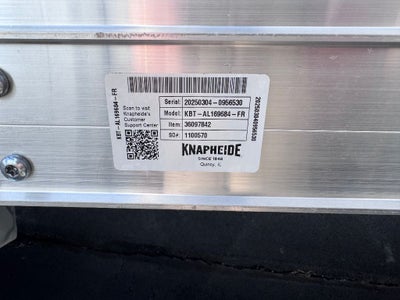 Serial: 20250304-0956530
Model: KBT-AL169684-FR
Item: 36097842
SO#: 1100570
KNAPHEIDE
SINCE 1848
Quincy, IL
Scan to visit
Knapheide's
Customer
Support Center
KBT-AL169684-FR
202503040956530